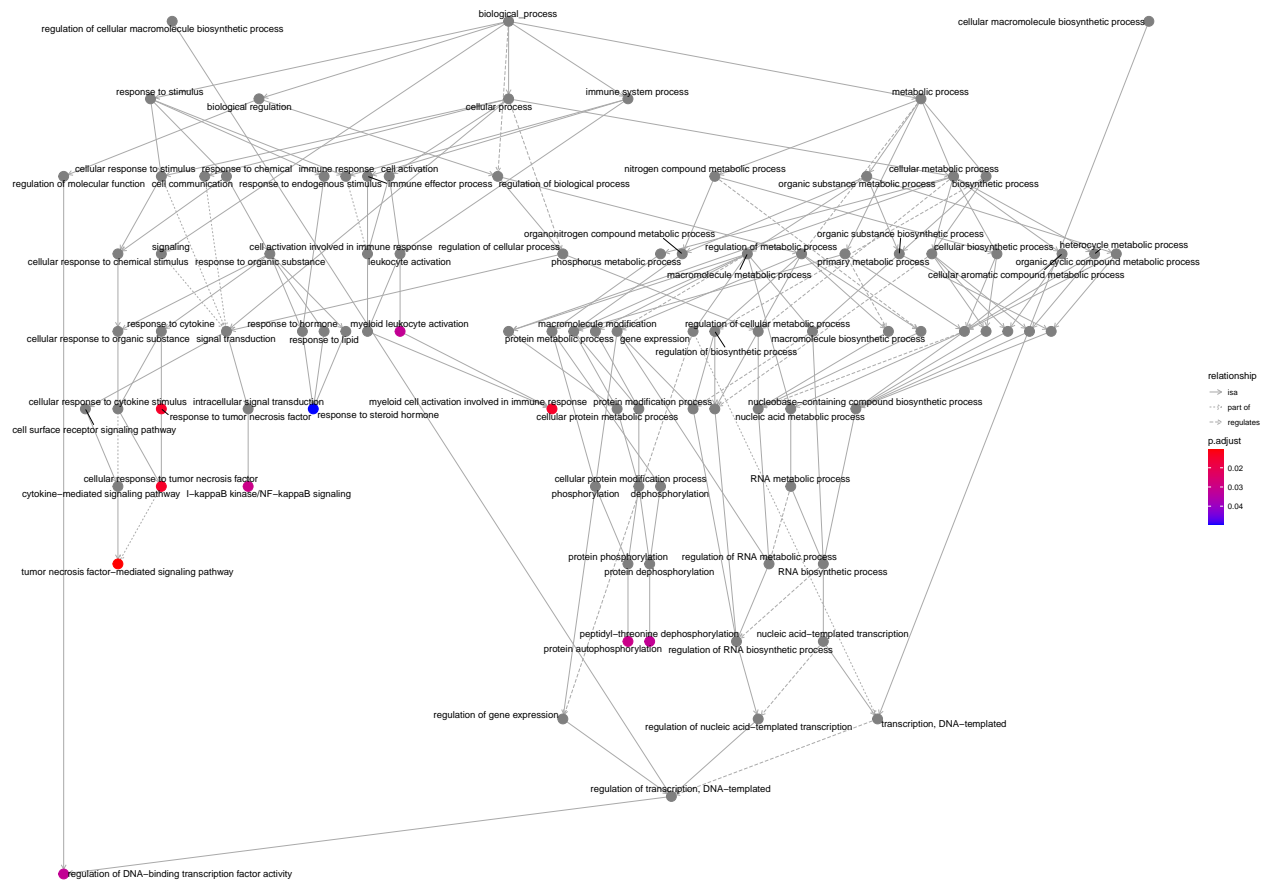 biological_process
regulation of cellular macromolecule biosynthetic process
cellular macromolecule biosynthetic process
response to stimulus
biological regulation
cellular process
immune system process
metabolic process
cellular response to stimulus
response to chemical
immune response
cell activation
nitrogen compound metabolic process
cellular metabolic process
regulation of molecular function
cell communication
response to endogenous stimulus
immune effector process
regulation of biological process
organic substance metabolic process
biosynthetic process
organonitrogen compound metabolic process
organic substance biosynthetic process
signaling
cell activation involved in immune response
regulation of cellular process
regulation of metabolic process
cellular biosynthetic process
heterocycle metabolic process
cellular response to chemical stimulus
response to organic substance
leukocyte activation
phosphorus metabolic process
primary metabolic process
organic cyclic compound metabolic process
macromolecule metabolic process
cellular aromatic compound metabolic process
response to cytokine
response to hormone
myeloid leukocyte activation
macromolecule modification
regulation of cellular metabolic process
cellular response to organic substance
signal transduction
response to lipid
protein metabolic process
gene expression
macromolecule biosynthetic process
regulation of biosynthetic process
cellular response to cytokine stimulus
intracellular signal transduction
myeloid cell activation involved in immune response
protein modification process
nucleobase−containing compound biosynthetic process
response to tumor necrosis factor
response to steroid hormone
cellular protein metabolic process
nucleic acid metabolic process
cell surface receptor signaling pathway
cellular response to tumor necrosis factor
cellular protein modification process
RNA metabolic process
cytokine−mediated signaling pathway
I−kappaB kinase/NF−kappaB signaling
phosphorylation
dephosphorylation
protein phosphorylation
regulation of RNA metabolic process
tumor necrosis factor−mediated signaling pathway
protein dephosphorylation
RNA biosynthetic process
peptidyl−threonine dephosphorylation
nucleic acid−templated transcription
protein autophosphorylation
regulation of RNA biosynthetic process
regulation of gene expression
regulation of nucleic acid−templated transcription
transcription, DNA−templated
regulation of transcription, DNA−templated
regulation of DNA−binding transcription factor activity
relationship
isa
part of
regulates
p.adjust
0.02
0.03
0.04